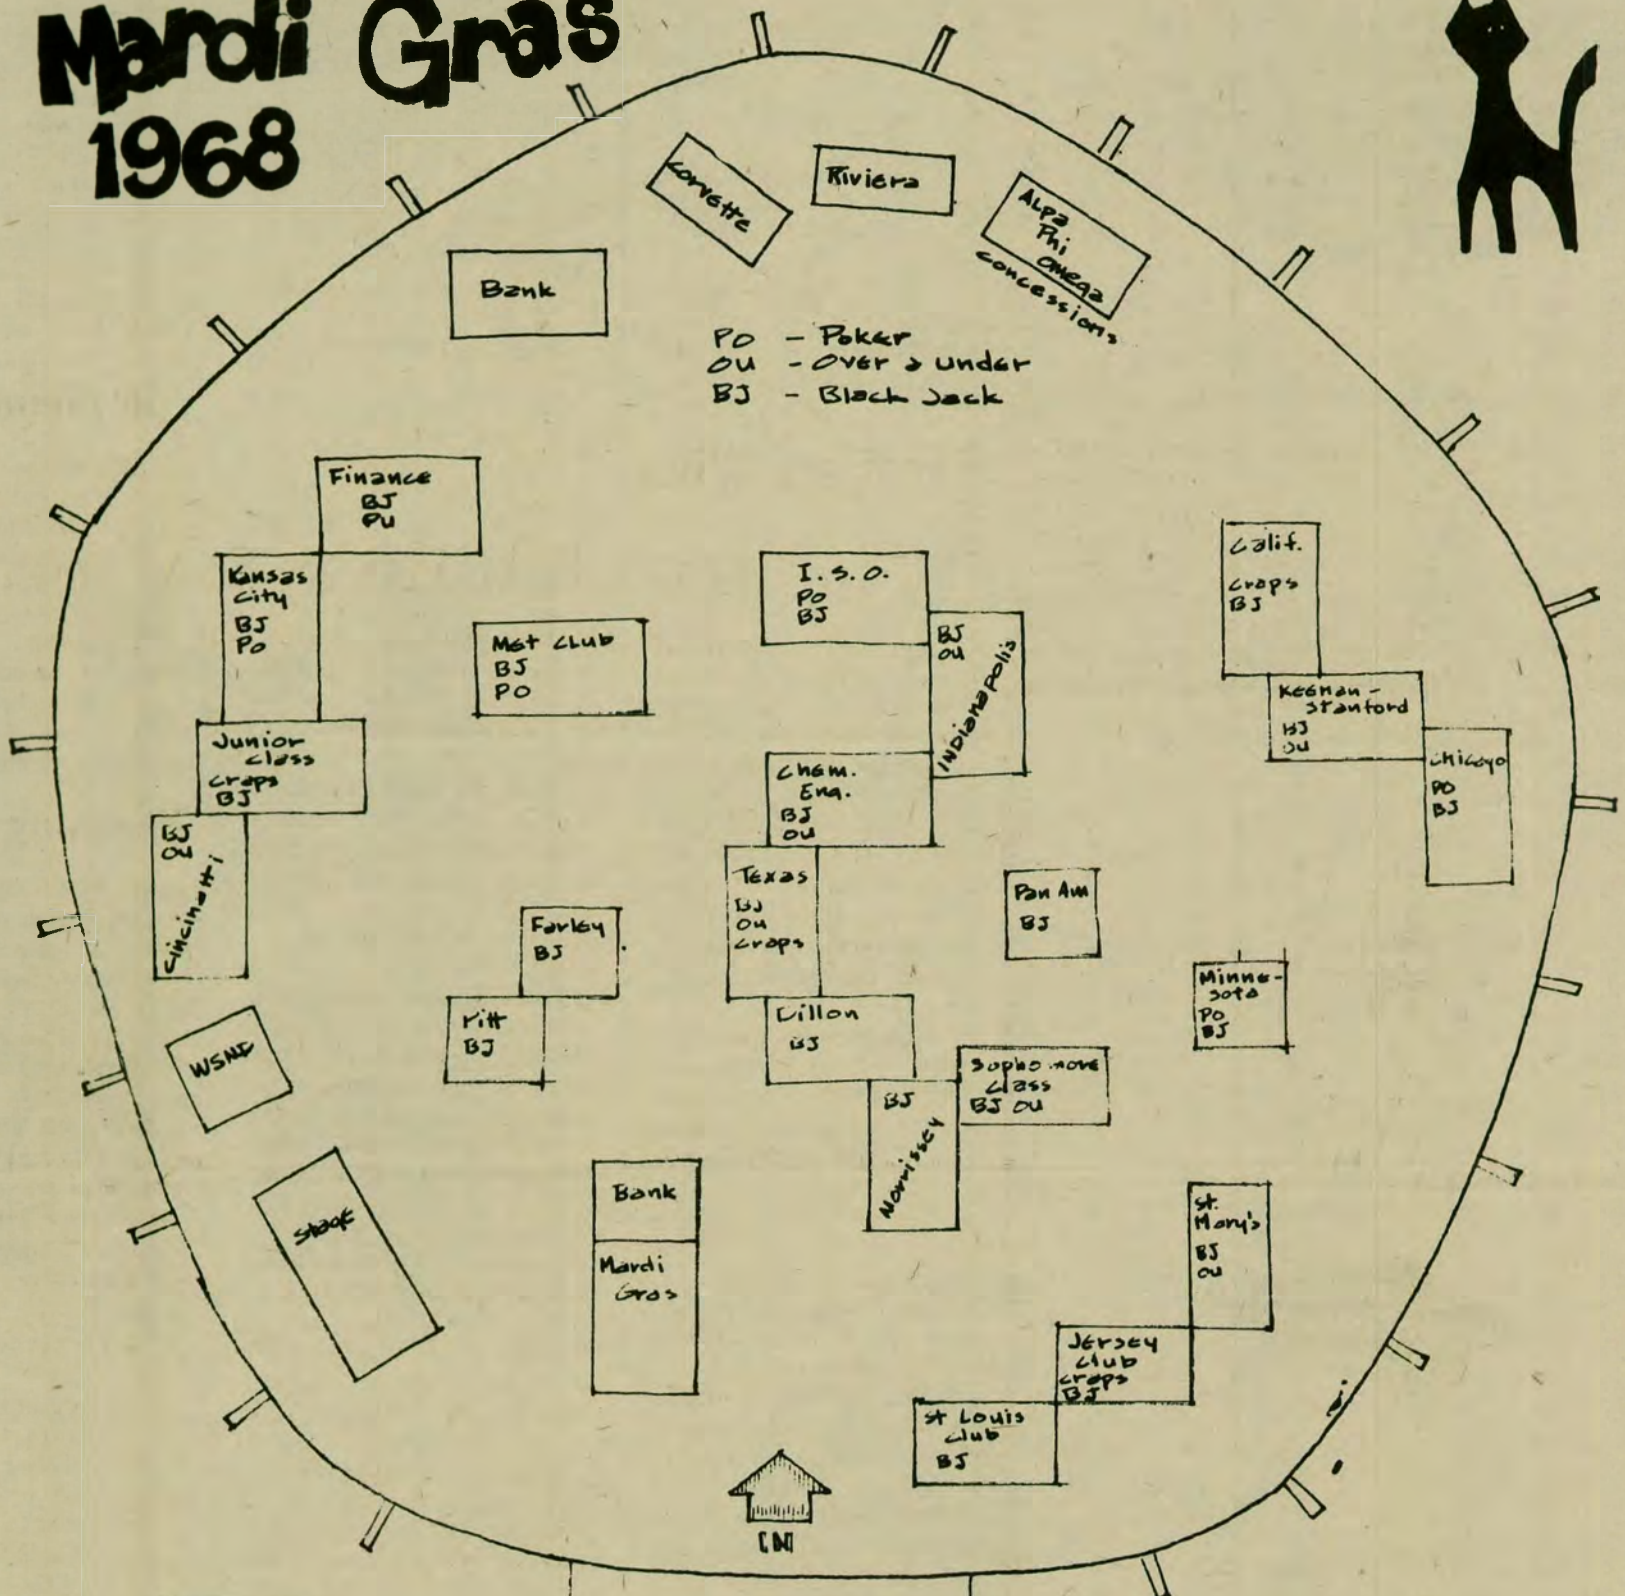 Mardi Gras
1968
Corvette
Riviera
ALpa
Phi
omega
concessions
Bank
PO - Poker
OU - Over & under
BJ - Black Jack
Finance
BJ
PU
Kansas
City
BJ
Po
Met Club
BJ
PO
Junior
class
craps
BJ
BJ
OU
Cincinatti
I. S. O.
PO
BJ
BJ
OU
INDianapolis
Chem.
Eng.
BJ
OU
Texas
BJ
OU
craps
Calif.
craps
BJ
Keenan -
Stanford
BJ
OU
Chicago
PO
BJ
Pan Am
BJ
Minne-
sota
PO
BJ
Farley
BJ
Pitt
BJ
Dillon
BJ
Sophomore
class
BJ OU
BJ
Morrissey
WSND
Stage
Bank
Mardi
Gras
St.
Mary's
BJ
OU
Jersey
club
craps
BJ
St Louis
club
BJ
IN